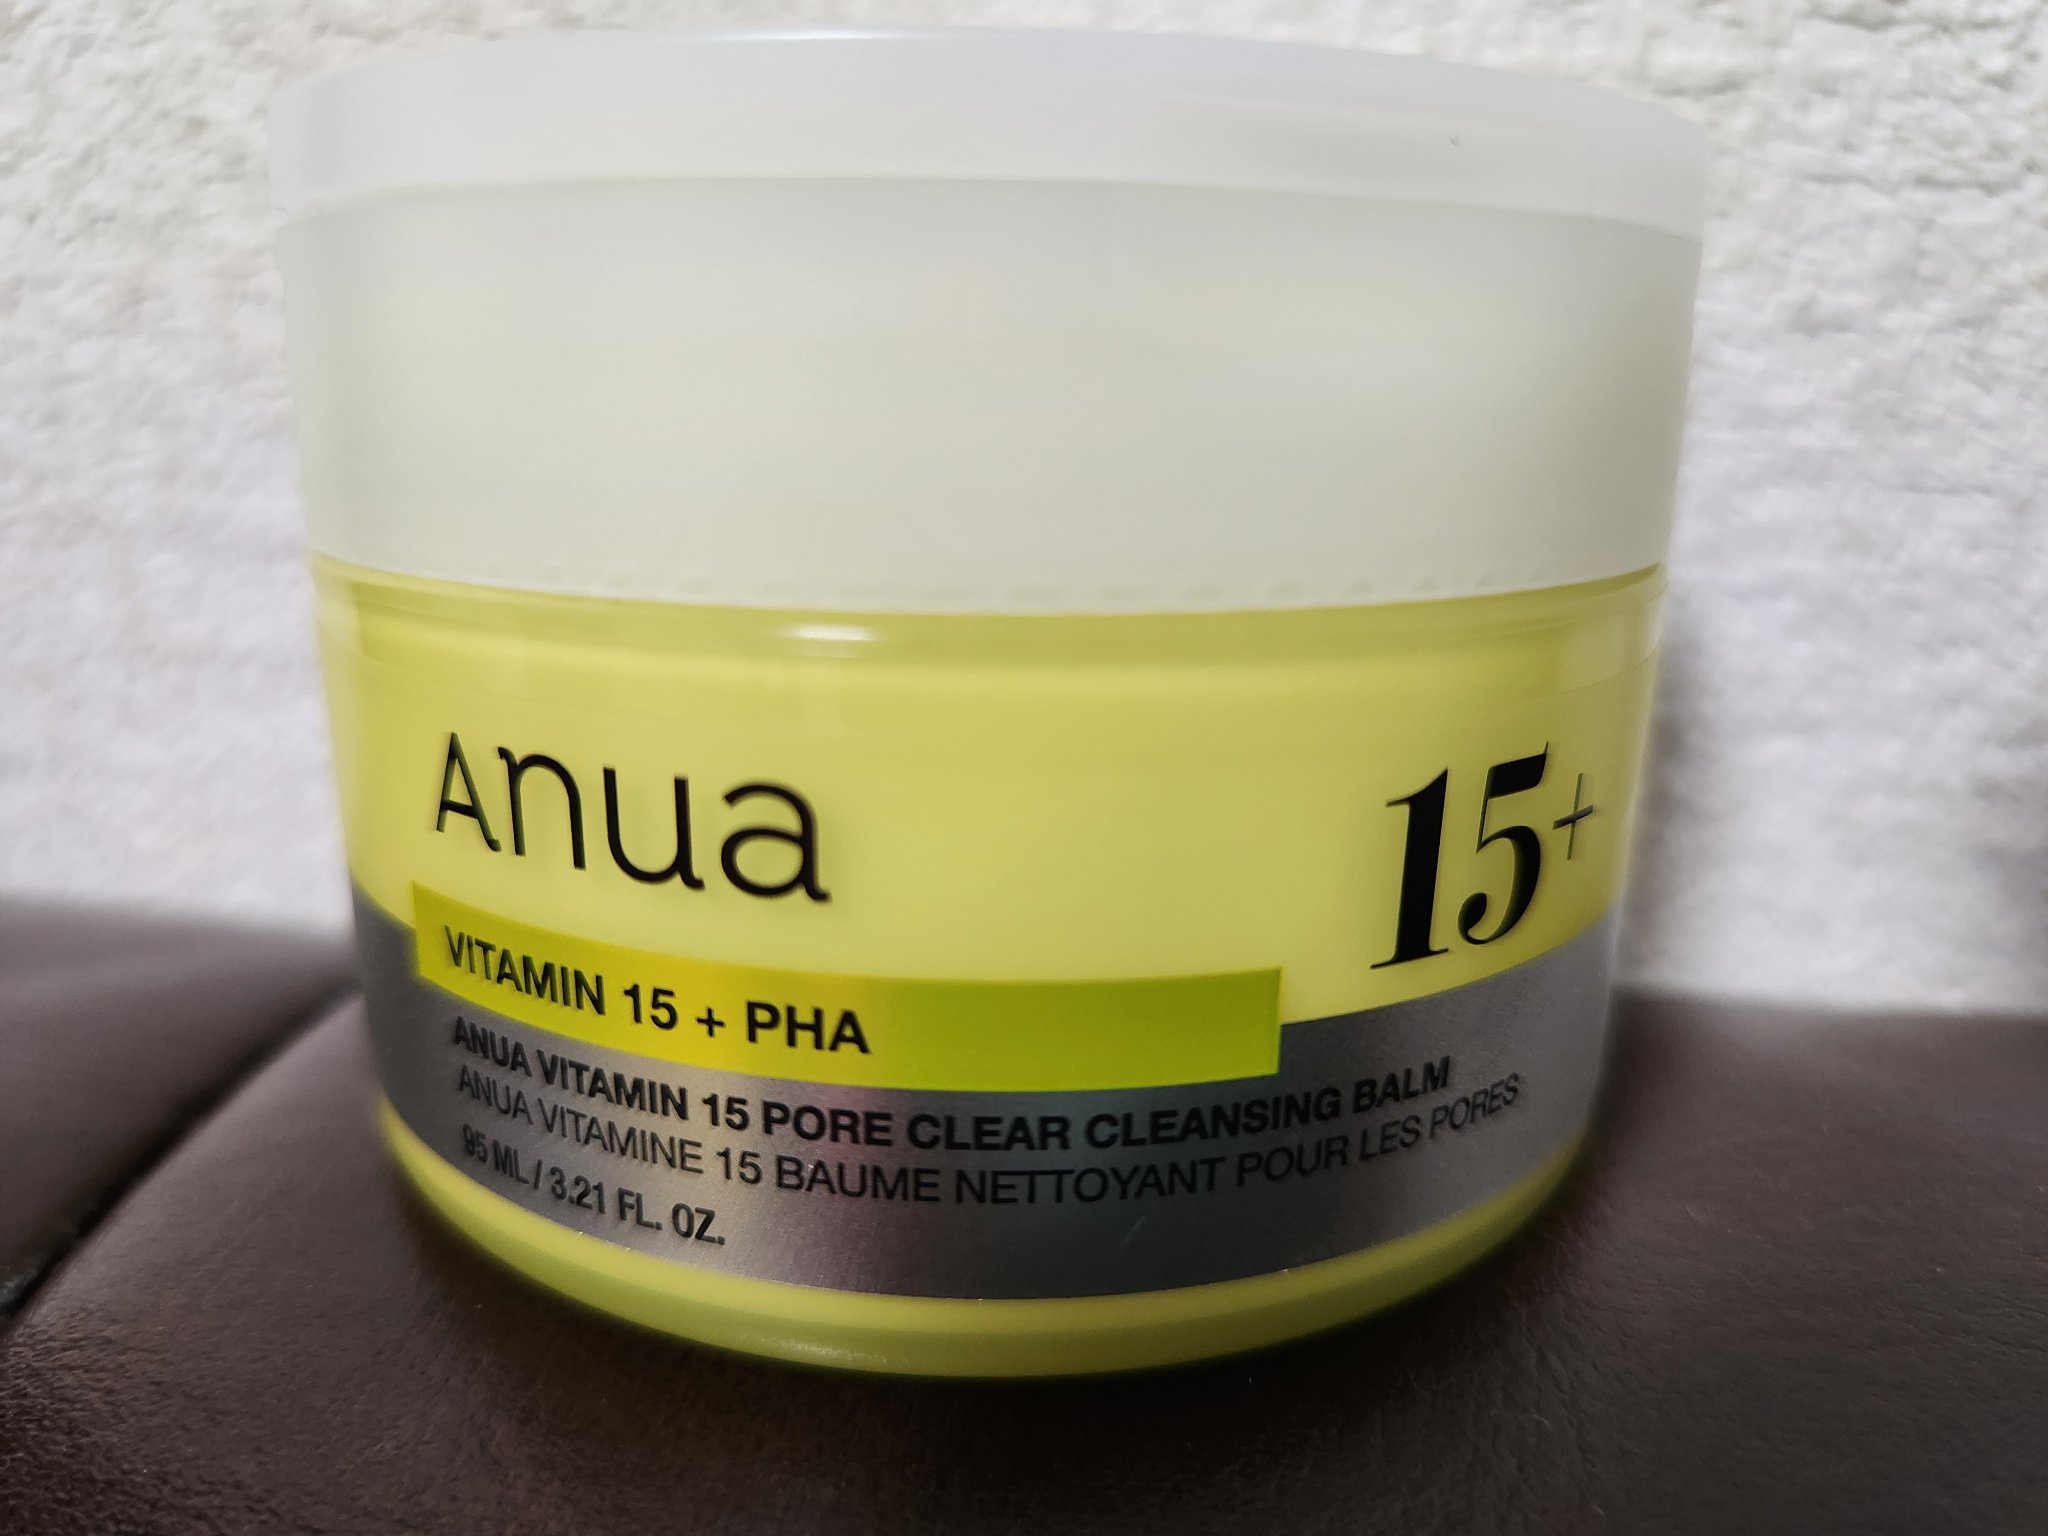 Anua
15+
VITAMIN 15 + PHA
ANUA VITAMIN 15 PORE CLEAR CLEANSING BALM
ANUA VITAMINE 15 BAUME NETTOYANT POUR LES PORES
95 ML / 3.21 FL. OZ.